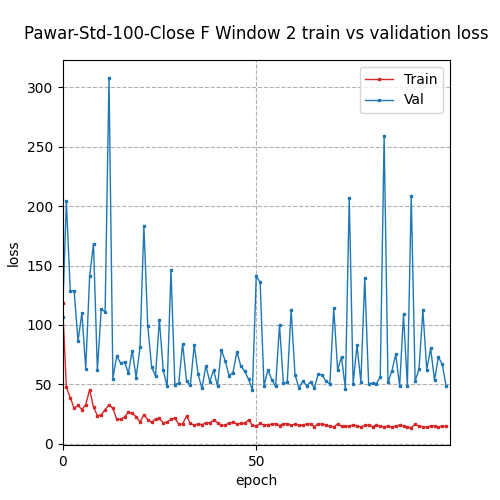 Pawar-Std-100-Close F Window 2 train vs validation loss
Train
Val
300
250
200
150
100
50
0
loss
0
50
epoch